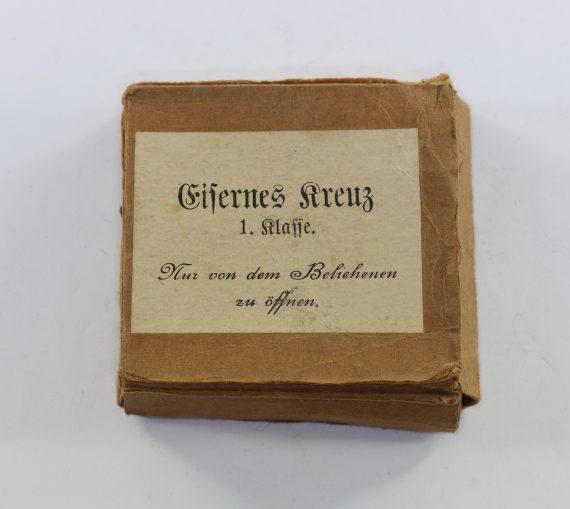 Eisernes Kreuz
1. Klasse.
Nur von dem Beliehenen
zu öffnen.